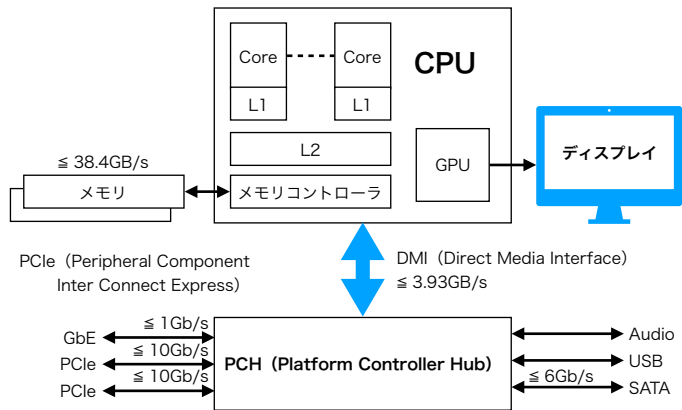 Core
Core
CPU
L1
L1
L2
GPU
ディスプレイ
≦ 38.4GB/s
メモリ
メモリコントローラ
PCIe（Peripheral Component
Inter Connect Express）
DMI（Direct Media Interface）
≦ 3.93GB/s
GbE
≦ 1Gb/s
PCIe
≦ 10Gb/s
PCIe
≦ 10Gb/s
PCH（Platform Controller Hub）
Audio
USB
≦ 6Gb/s
SATA